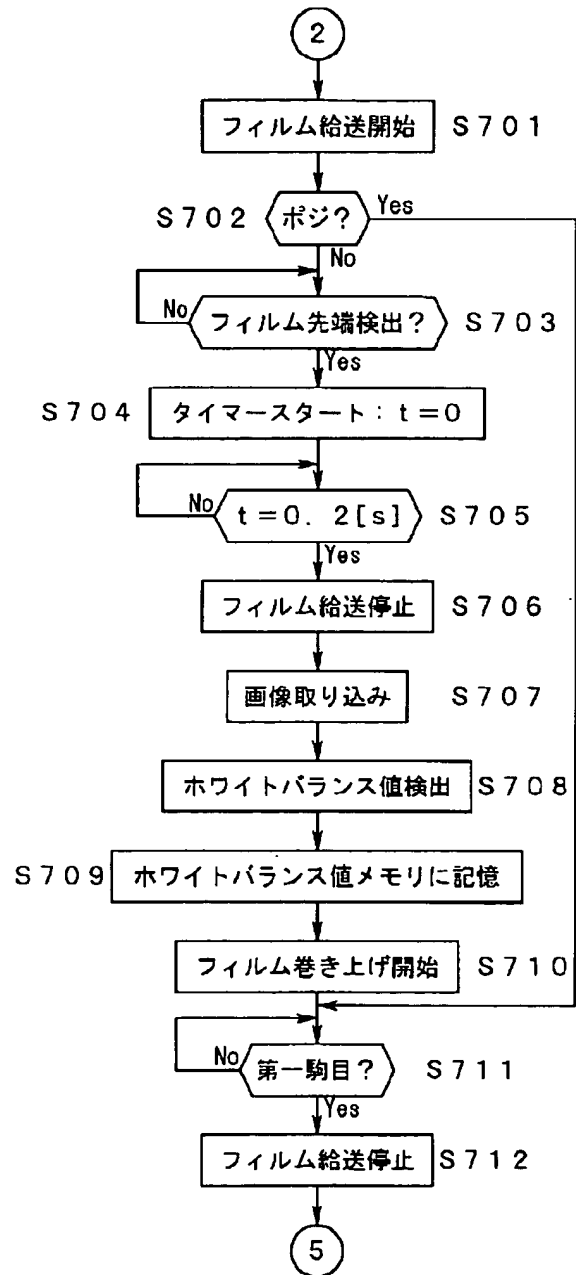 2
フィルム給送開始 S701
S702 ポジ? Yes
No
No フィルム先端検出? S703
Yes
S704 タイマースタート:t=0
No t=0.2[s] S705
Yes
フィルム給送停止 S706
画像取り込み S707
ホワイトバランス値検出 S708
S709 ホワイトバランス値メモリに記憶
フィルム巻き上げ開始 S710
No 第一駒目? S711
Yes
フィルム給送停止 S712
5